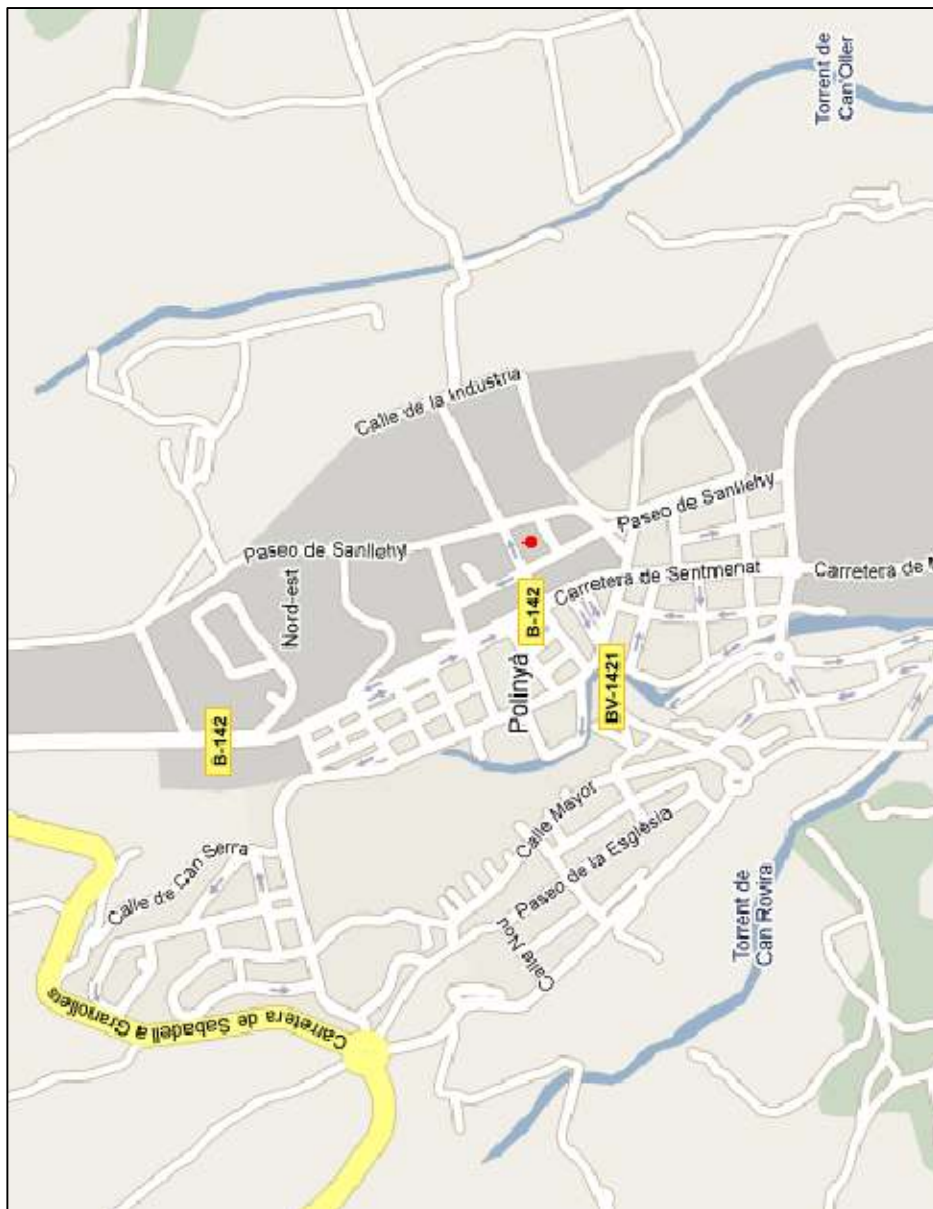 Torrent de
Can Oller
Calle de la Industria
Paseo de Sanllehy
Paseo de Sanllehy
Nord-est
Carretera de Sentmenat
Carretera de
B-142
B-142
Polinyà
BV-1421
Calle Mayor
Paseo de la Església
Calle de Can Serra
Calle Nou
Torrent de
Can Rovira
Carretera de Sabadell a Granollers